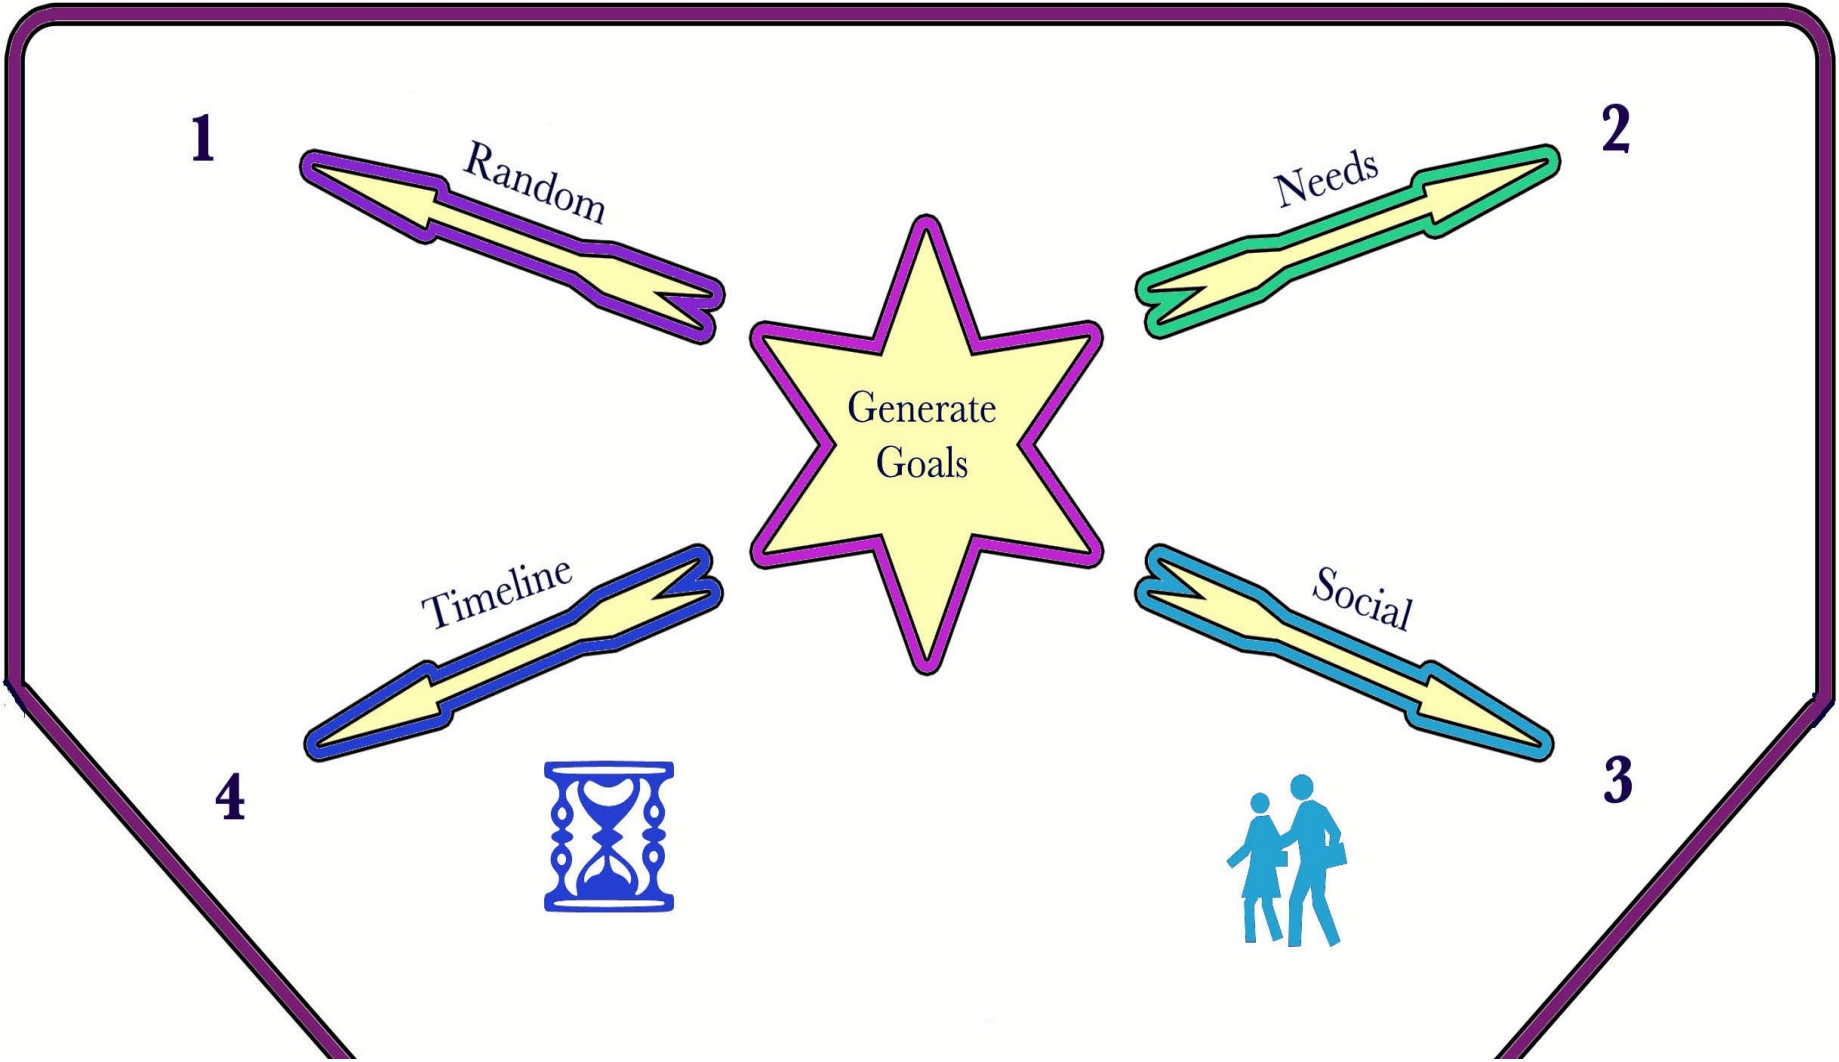 1
Random
Needs
2
Generate
Goals
Timeline
Social
4
3